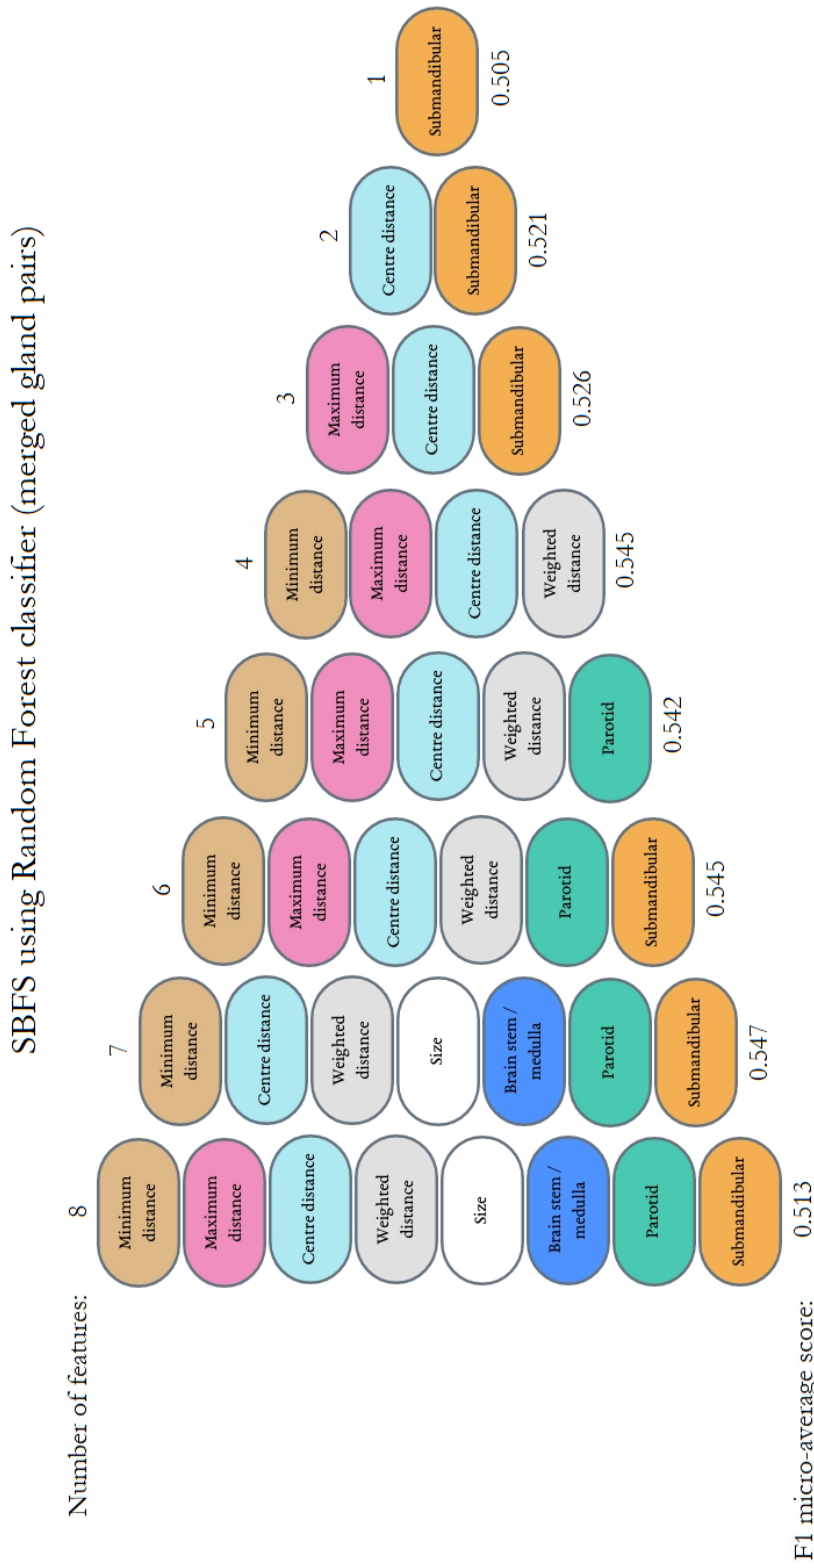 SBFS using Random Forest classifier (merged gland pairs)
Number of features:
8
Minimum
distance
Maximum
distance
Centre distance
Weighted
distance
Size
Brain stem /
medulla
Parotid
Submandibular
F1 micro-average score:
0.513
7
Minimum
distance
Centre distance
Weighted
distance
Size
Brain stem /
medulla
Parotid
Submandibular
0.547
6
Minimum
distance
Maximum
distance
Centre distance
Weighted
distance
Parotid
Submandibular
0.545
5
Minimum
distance
Maximum
distance
Centre distance
Weighted
distance
Parotid
0.542
4
Minimum
distance
Maximum
distance
Centre distance
Weighted
distance
0.545
3
Maximum
distance
Centre distance
Submandibular
0.526
2
Centre distance
Submandibular
0.521
1
Submandibular
0.505